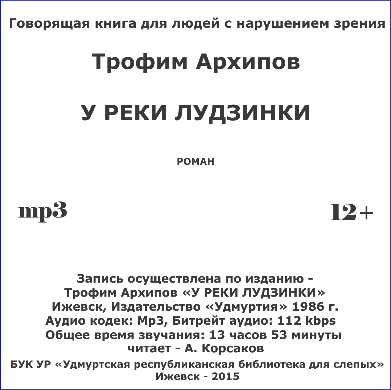 Говорящая книга для людей с нарушением зрения
Трофим Архипов
У РЕКИ ЛУДЗИНКИ
РОМАН
mp3 12+
Запись осуществлена по изданию -
Трофим Архипов «У РЕКИ ЛУДЗИНКИ»
Ижевск, Издательство «Удмуртия» 1986 г.
Аудио кодек: Mp3, Битрейт аудио: 112 kbps
Общее время звучания: 13 часов 53 минуты
читает - А. Корсаков
БУК УР «Удмуртская республиканская библиотека для слепых»
Ижевск - 2015